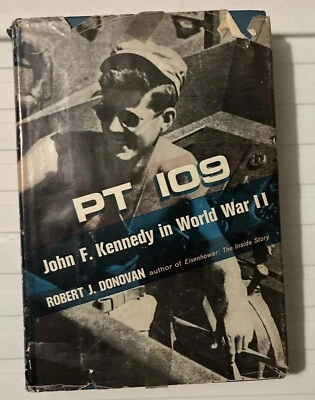 PT 109
John F. Kennedy in World War II
ROBERT J. DONOVAN author of Eisenhower: The Inside Story